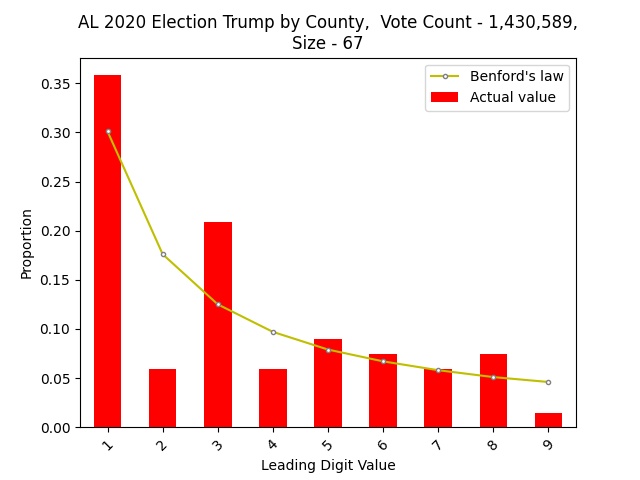 AL 2020 Election Trump by County,  Vote Count - 1,430,589,
Size - 67
Benford's law
Actual value
Proportion
0.35
0.30
0.25
0.20
0.15
0.10
0.05
0.00
1
2
3
4
5
6
7
8
9
Leading Digit Value